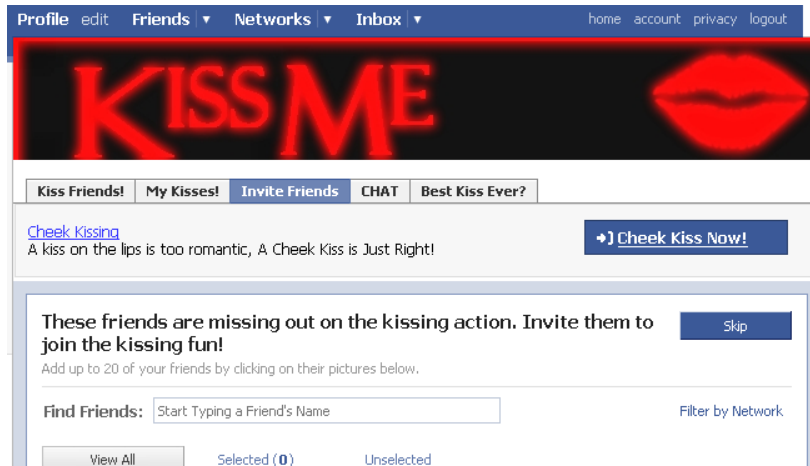 Profile edit Friends ▾ Networks ▾ Inbox ▾ home account privacy logout
KISS ME
Kiss Friends! My Kisses! Invite Friends CHAT Best Kiss Ever?
Cheek Kissing
A kiss on the lips is too romantic, A Cheek Kiss is Just Right!
Cheek Kiss Now!
These friends are missing out on the kissing action. Invite them to
join the kissing fun!
Skip
Add up to 20 of your friends by clicking on their pictures below.
Find Friends: Start Typing a Friend's Name Filter by Network
View All Selected (0) Unselected